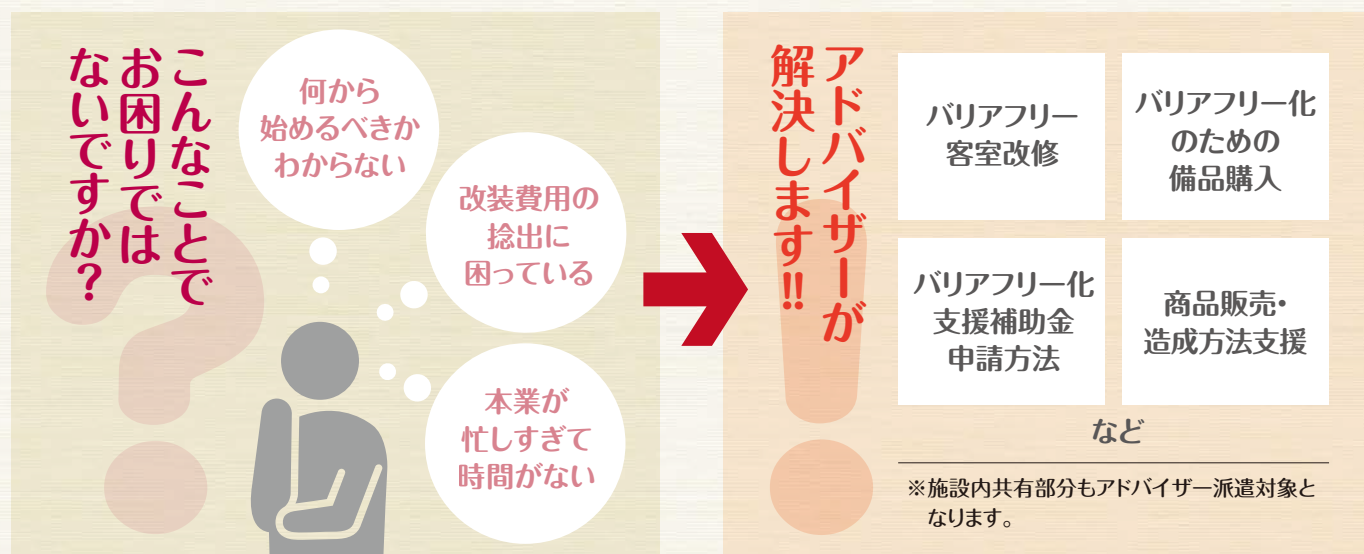 こんなことで
お困りでは
ないですか？
何から
始めるべきか
わからない
改装費用の
捻出に
困っている
本業が
忙しすぎて
時間がない
アドバイザーが
解決します!!
バリアフリー
客室改修
バリアフリー化
のための
備品購入
バリアフリー化
支援補助金
申請方法
商品販売・
造成方法支援
など
※施設内共有部分もアドバイザー派遣対象と
なります。